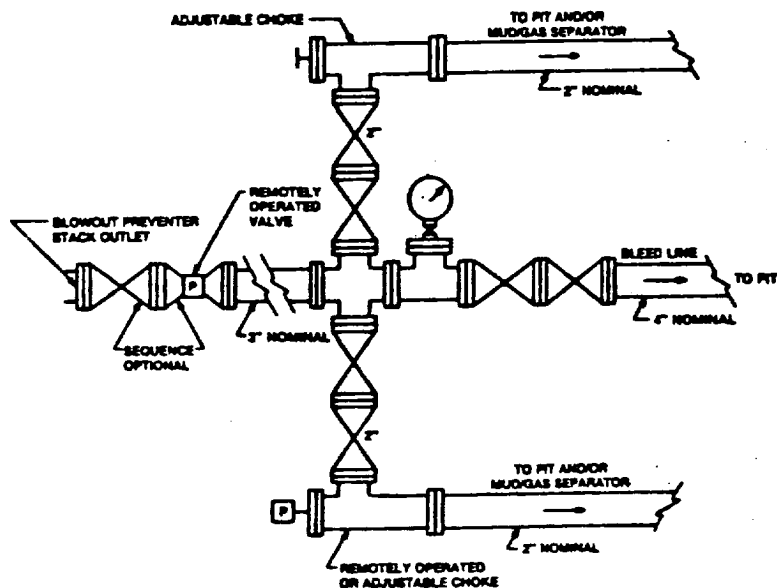 ADJUSTABLE CHOKE
TO PIT AND/OR
MUD/GAS SEPARATOR
2" NOMINAL
2"
REMOTELY
OPERATED
VALVE
BLOWOUT PREVENTER
STACK OUTLET
BLEED LINE
P
TO PIT
4" NOMINAL
3" NOMINAL
SEQUENCE
OPTIONAL
2"
TO PIT AND/OR
MUD/GAS SEPARATOR
P
2" NOMINAL
REMOTELY OPERATED
OR ADJUSTABLE CHOKE